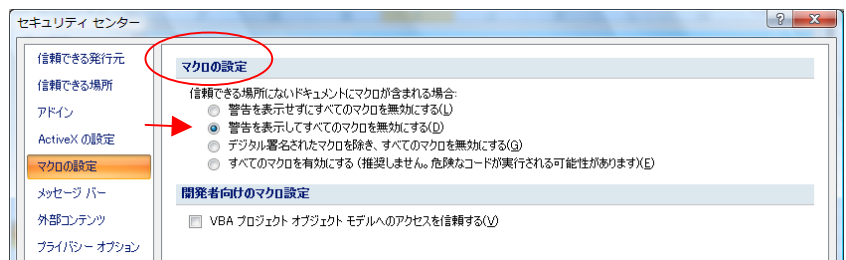 セキュリティ センター
信頼できる発行元
信頼できる場所
アドイン
ActiveX の設定
マクロの設定
メッセージ バー
外部コンテンツ
プライバシー オプション
マクロの設定
信頼できる場所にないドキュメントにマクロが含まれる場合:
警告を表示せずにすべてのマクロを無効にする(L)
警告を表示してすべてのマクロを無効にする(D)
デジタル署名されたマクロを除き、すべてのマクロを無効にする(G)
すべてのマクロを有効にする (推奨しません。危険なコードが実行される可能性があります)(E)
開発者向けのマクロ設定
VBA プロジェクト オブジェクト モデルへのアクセスを信頼する(V)